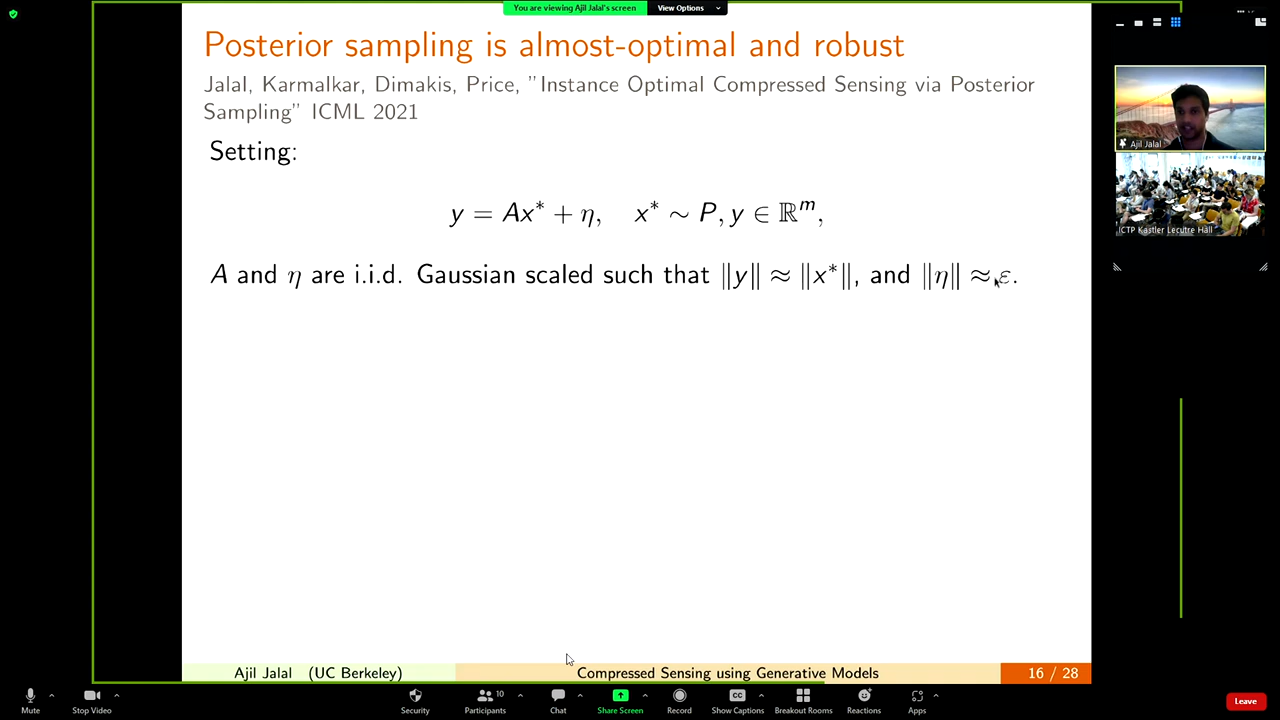 You are viewing Ajil Jalal's screen
View Options
Posterior sampling is almost-optimal and robust
Jalal, Karmalkar, Dimakis, Price, "Instance Optimal Compressed Sensing via Posterior
Sampling" ICML 2021
Setting:
y = Ax* + η, x* ∼ P, y ∈ ℝᵐ,
A and η are i.i.d. Gaussian scaled such that ‖y‖ ≈ ‖x*‖, and ‖η‖ ≈ ε.
Ajil Jalal
ICTP Kastler Lecutre Hall
Ajil Jalal (UC Berkeley)
Compressed Sensing using Generative Models
16 / 28
Mute
Stop Video
Security
Participants
10
Chat
Share Screen
Record
CC
Show Captions
Breakout Rooms
Reactions
Apps
Leave